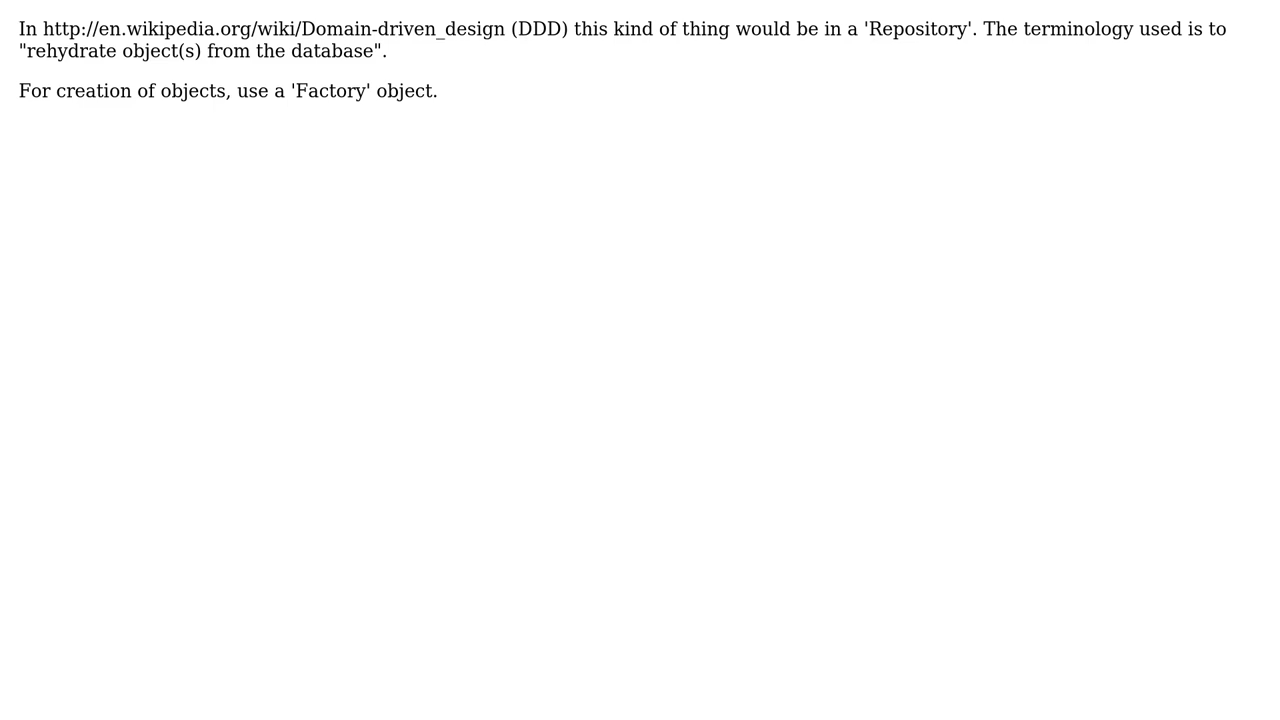 In http://en.wikipedia.org/wiki/Domain-driven_design (DDD) this kind of thing would be in a 'Repository'. The terminology used is to
"rehydrate object(s) from the database".
For creation of objects, use a 'Factory' object.